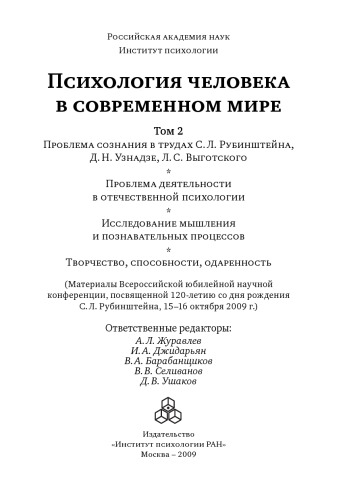 Российская академия наук
Институт психологии
Психология человека
в современном мире
Том 2
Проблема сознания в трудах С. Л. Рубинштейна,
Д. Н. Узнадзе, Л. С. Выготского
*
Проблема деятельности
в отечественной психологии
*
Исследование мышления
и познавательных процессов
*
Творчество, способности, одаренность
(Материалы Всероссийской юбилейной научной
конференции, посвященной 120-летию со дня рождения
С. Л. Рубинштейна, 15–16 октября 2009 г.)
Ответственные редакторы:
А. Л. Журавлев
И. А. Джидарьян
В. А. Барабанщиков
В. В. Селиванов
Д. В. Ушаков
Издательство
«Институт психологии РАН»
Москва – 2009